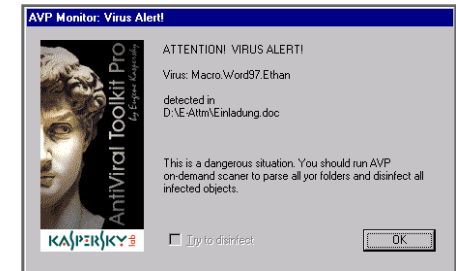 AVP Monitor: Virus Alert!
AntiViral Toolkit Pro
by Eugene Kaspersky
KASPERSKY lab
ATTENTION! VIRUS ALERT!
Virus: Macro.Word97.Ethan
detected in
D:\E-Attm\Einladung.doc
This is a dangerous situation. You should run AVP
on-demand scaner to parse all yor folders and disinfect all
infected objects.
Try to disinfect
OK